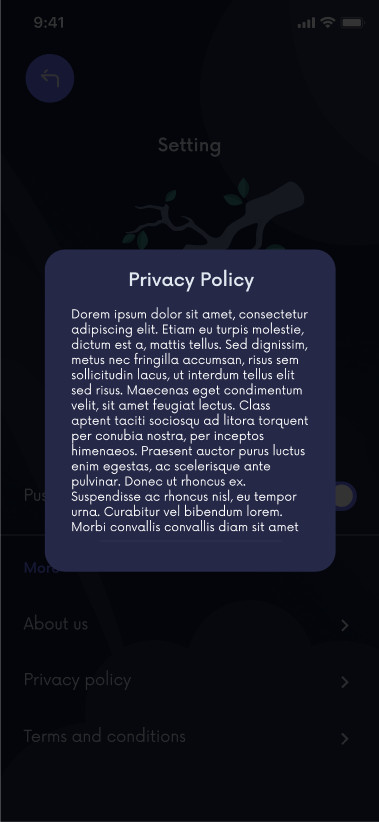 9:41
Setting
Privacy Policy
Dorem ipsum dolor sit amet, consectetur
adipiscing elit. Etiam eu turpis molestie,
dictum est a, mattis tellus. Sed dignissim,
metus nec fringilla accumsan, risus sem
sollicitudin lacus, ut interdum tellus elit
sed risus. Maecenas eget condimentum
velit, sit amet feugiat lectus. Class
aptent taciti sociosqu ad litora torquent
per conubia nostra, per inceptos
himenaeos. Praesent auctor purus luctus
enim egestas, ac scelerisque ante
pulvinar. Donec ut rhoncus ex.
Suspendisse ac rhoncus nisl, eu tempor
urna. Curabitur vel bibendum lorem.
Morbi convallis convallis diam sit amet
More
About us
Privacy policy
Terms and conditions